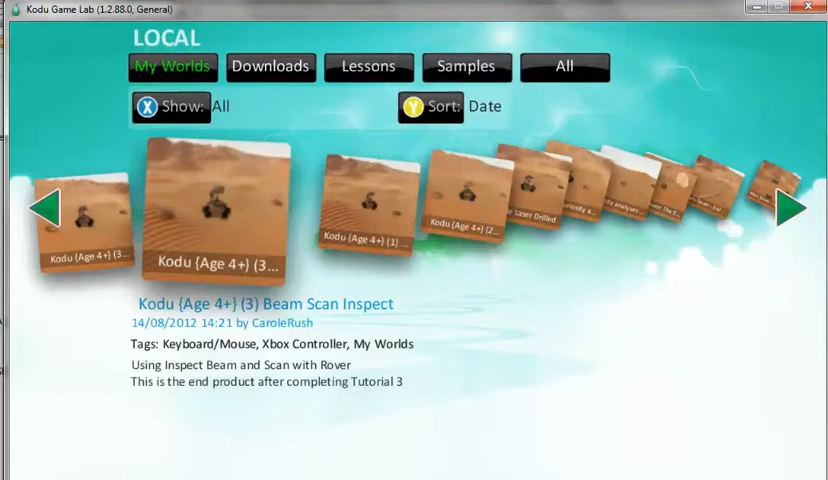 Kodu Game Lab (1.2.88.0, General)
LOCAL
My Worlds
Downloads
Lessons
Samples
All
X Show: All
Y Sort: Date
Kodu {Age 4+} (3...
Kodu {Age 4+} (3...
Kodu {Age 4+} (1) ...
Kodu {Age 4+} (2...
Laser Drilled
Kodu {Age 4+} (3) Beam Scan Inspect
14/08/2012 14:21 by CaroleRush
Tags: Keyboard/Mouse, Xbox Controller, My Worlds
Using Inspect Beam and Scan with Rover
This is the end product after completing Tutorial 3